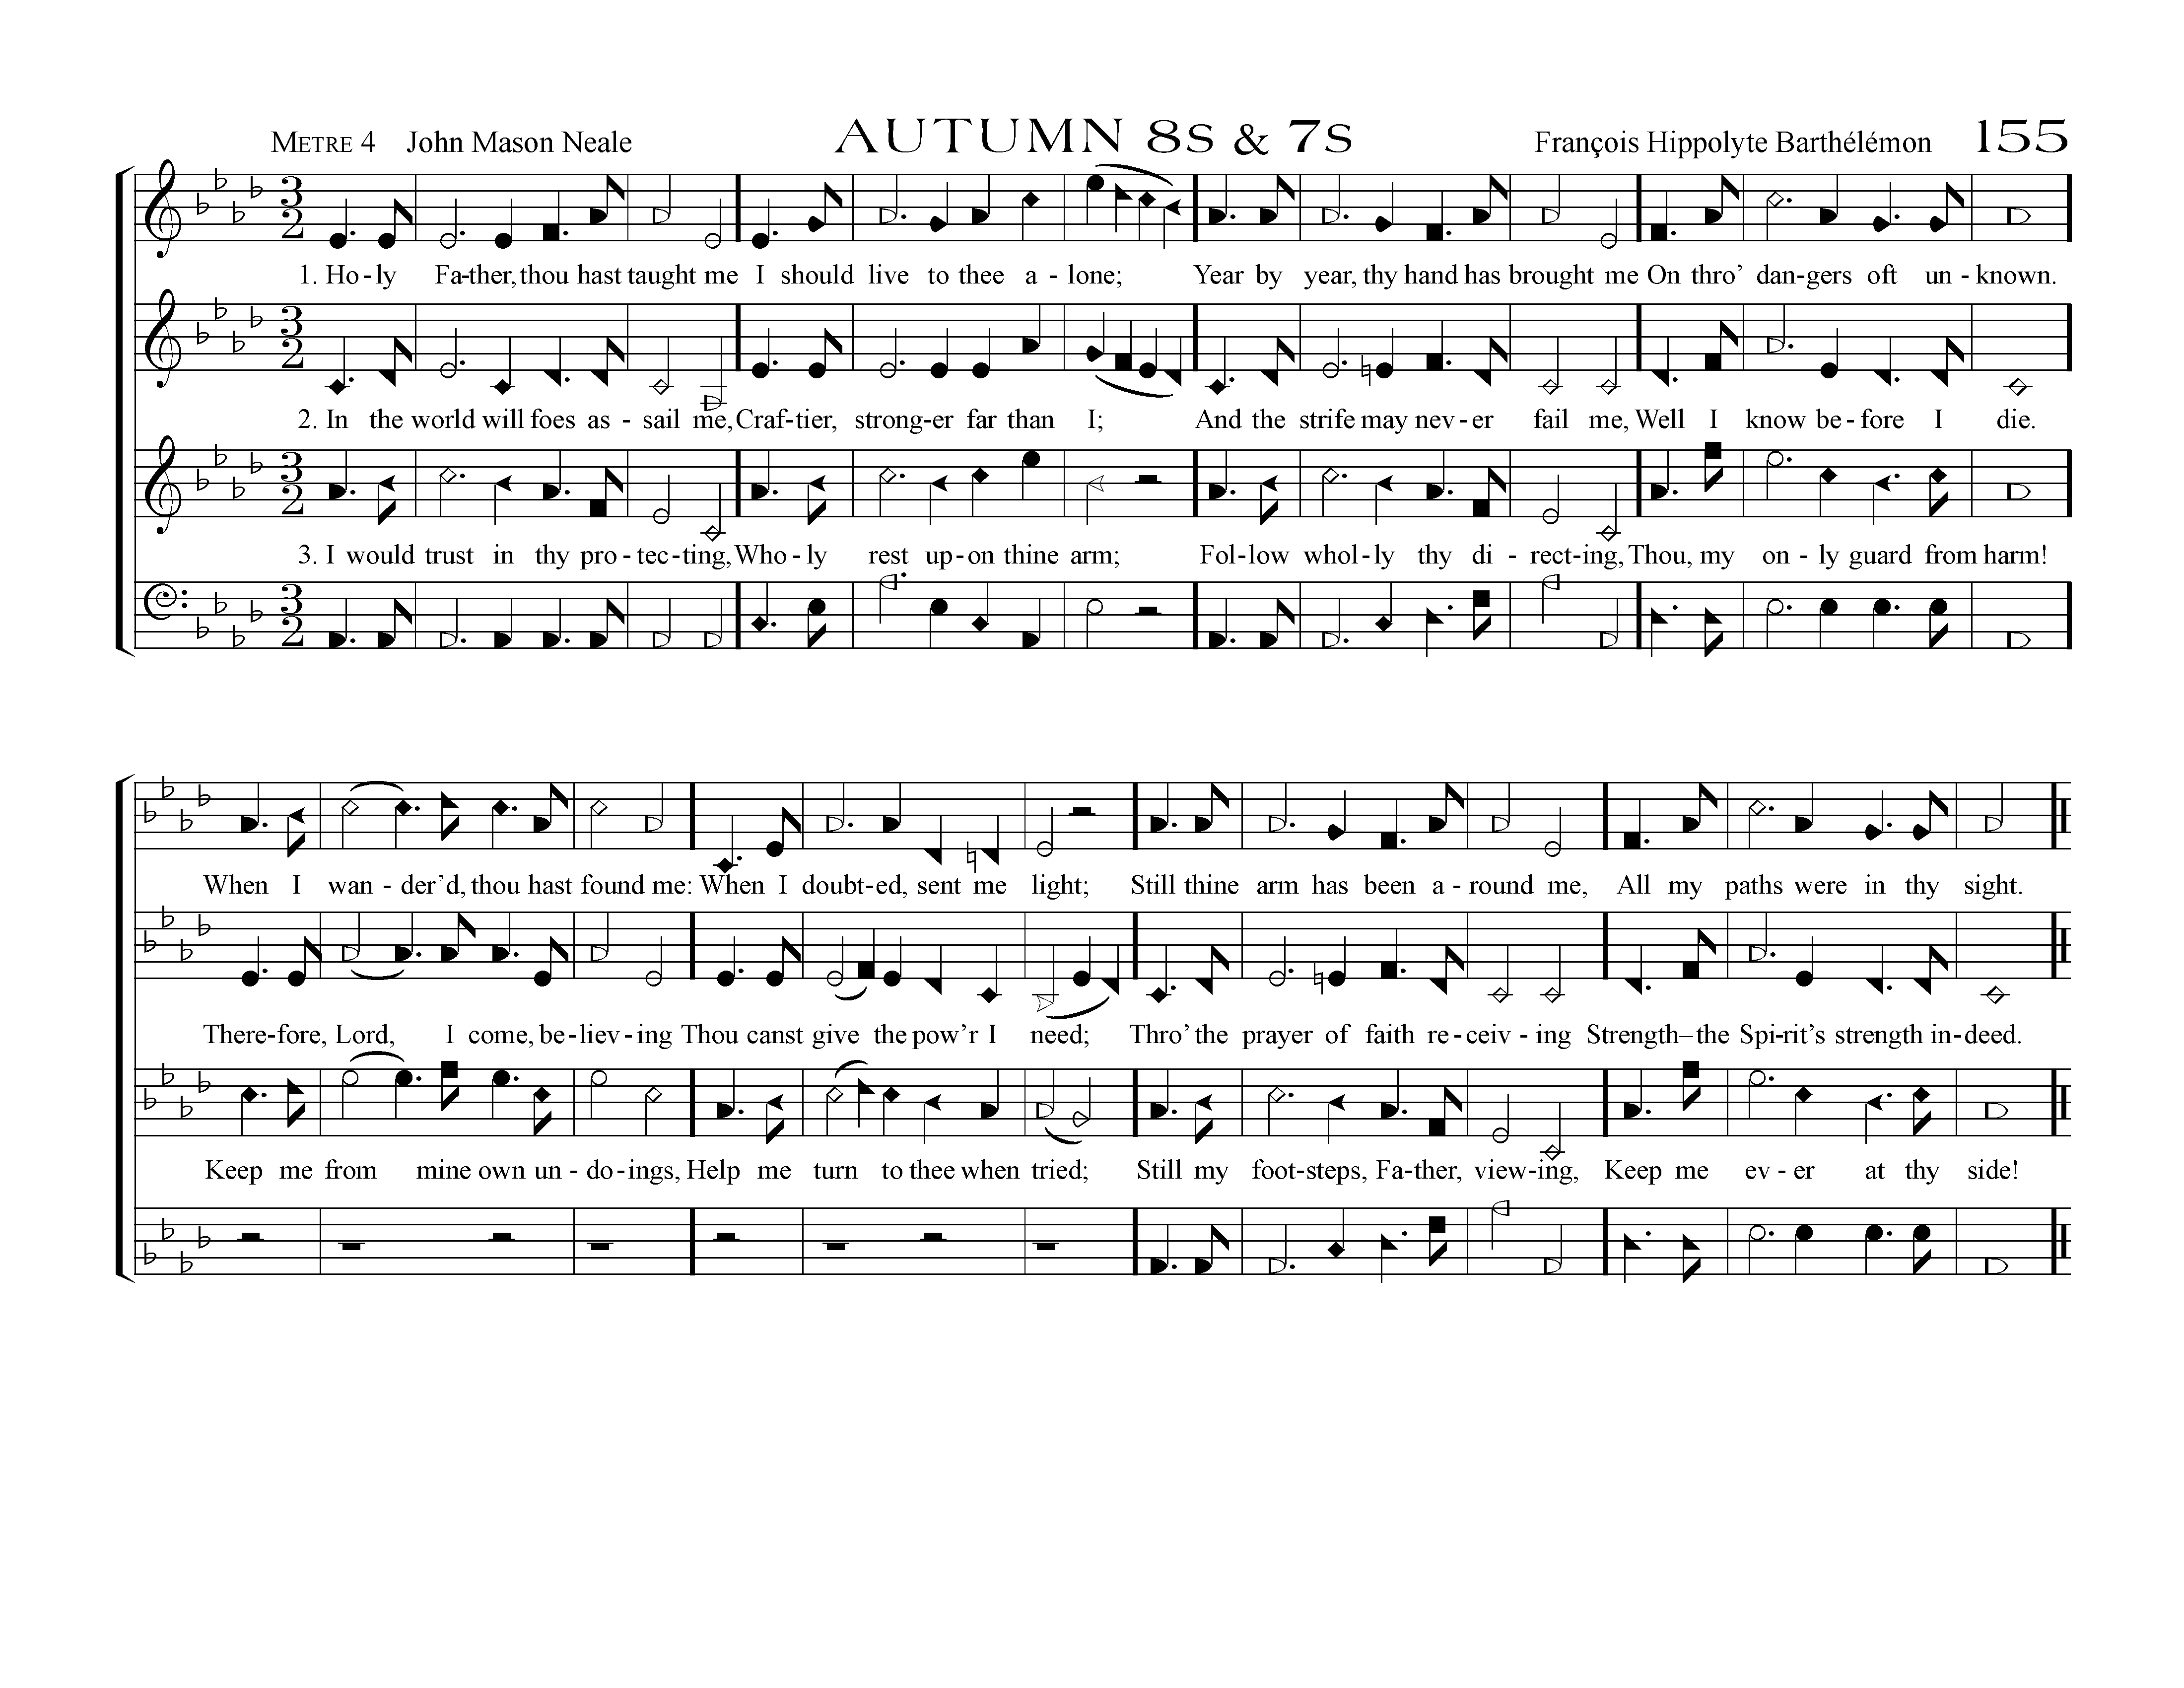 METRE 4 John Mason Neale AUTUMN 8S & 7S François Hippolyte Barthélémon 155
3 2
1. Ho - ly Fa-ther, thou hast taught me I should live to thee a - lone; Year by year, thy hand has brought me On thro' dan-gers oft un - known.
3 2
2. In the world will foes as - sail me, Craf-tier, strong-er far than I; And the strife may nev - er fail me, Well I know be - fore I die.
3 2
3. I would trust in thy pro - tec - ting, Who - ly rest up - on thine arm; Fol - low whol - ly thy di - rect - ing, Thou, my on - ly guard from harm!
3 2
When I wan - der'd, thou hast found me: When I doubt-ed, sent me light; Still thine arm has been a - round me, All my paths were in thy sight.
There-fore, Lord, I come, be - liev - ing Thou canst give the pow'r I need; Thro' the prayer of faith re - ceiv - ing Strength–the Spi-rit's strength in-deed.
Keep me from mine own un - do - ings, Help me turn to thee when tried; Still my foot-steps, Fa-ther, view-ing, Keep me ev - er at thy side!